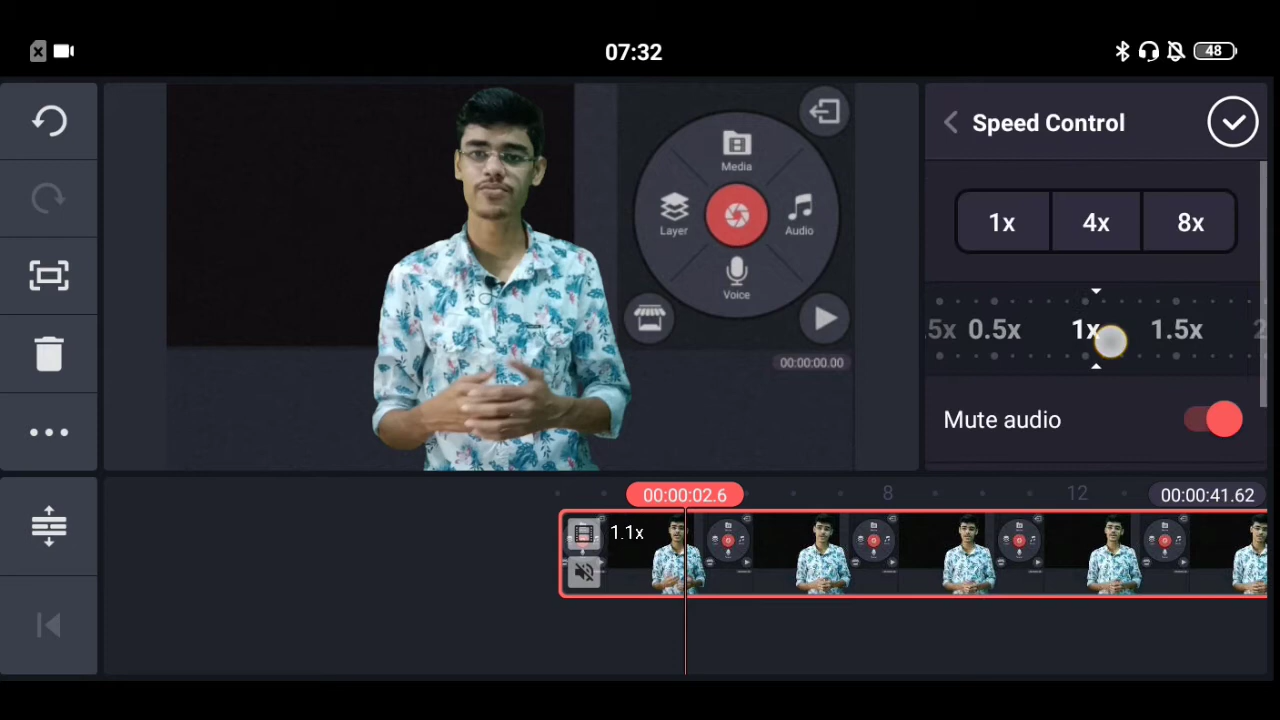 07:32
48
Speed Control
1x 4x 8x
.5x 0.5x 1x 1.5x 2
Mute audio
Media
Layer
Audio
Voice
00:00:00.00
00:00:02.6
8
12
00:00:41.62
1.1x